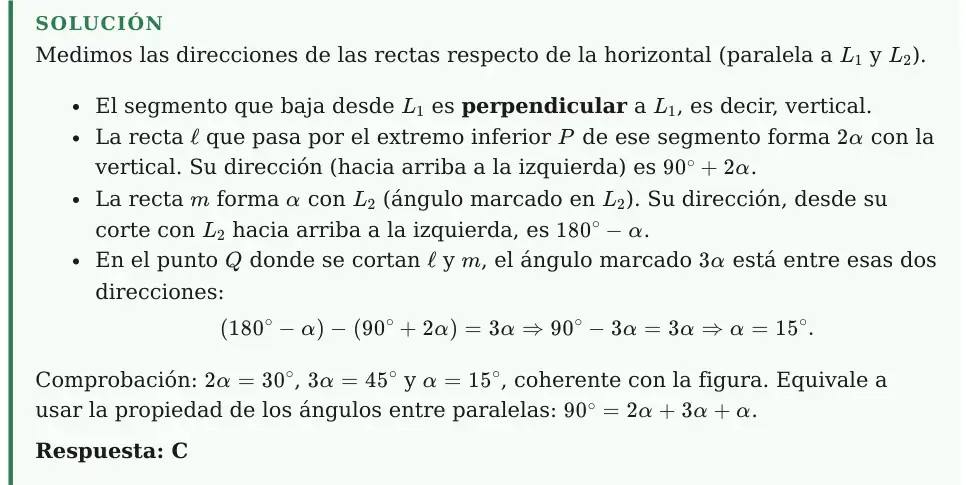 SOLUCIÓN
Medimos las direcciones de las rectas respecto de la horizontal (paralela a L₁ y L₂).
• El segmento que baja desde L₁ es perpendicular a L₁, es decir, vertical.
• La recta ℓ que pasa por el extremo inferior P de ese segmento forma 2α con la
vertical. Su dirección (hacia arriba a la izquierda) es 90° + 2α.
• La recta m forma α con L₂ (ángulo marcado en L₂). Su dirección, desde su
corte con L₂ hacia arriba a la izquierda, es 180° − α.
• En el punto Q donde se cortan ℓ y m, el ángulo marcado 3α está entre esas dos
direcciones:
(180° − α) − (90° + 2α) = 3α ⇒ 90° − 3α = 3α ⇒ α = 15°.
Comprobación: 2α = 30°, 3α = 45° y α = 15°, coherente con la figura. Equivale a
usar la propiedad de los ángulos entre paralelas: 90° = 2α + 3α + α.
Respuesta: C